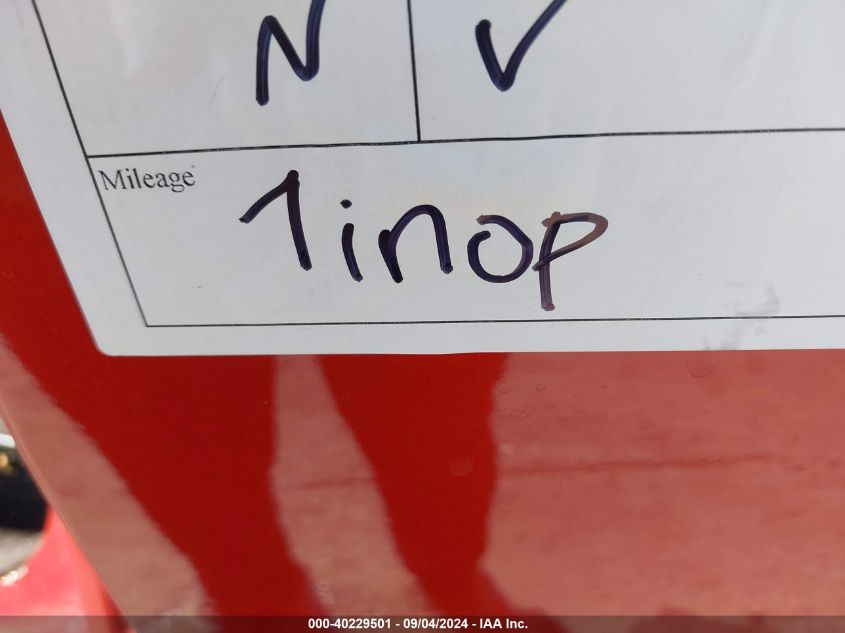 N V
Mileage
1inop
000-40229501 - 09/04/2024 - IAA Inc.